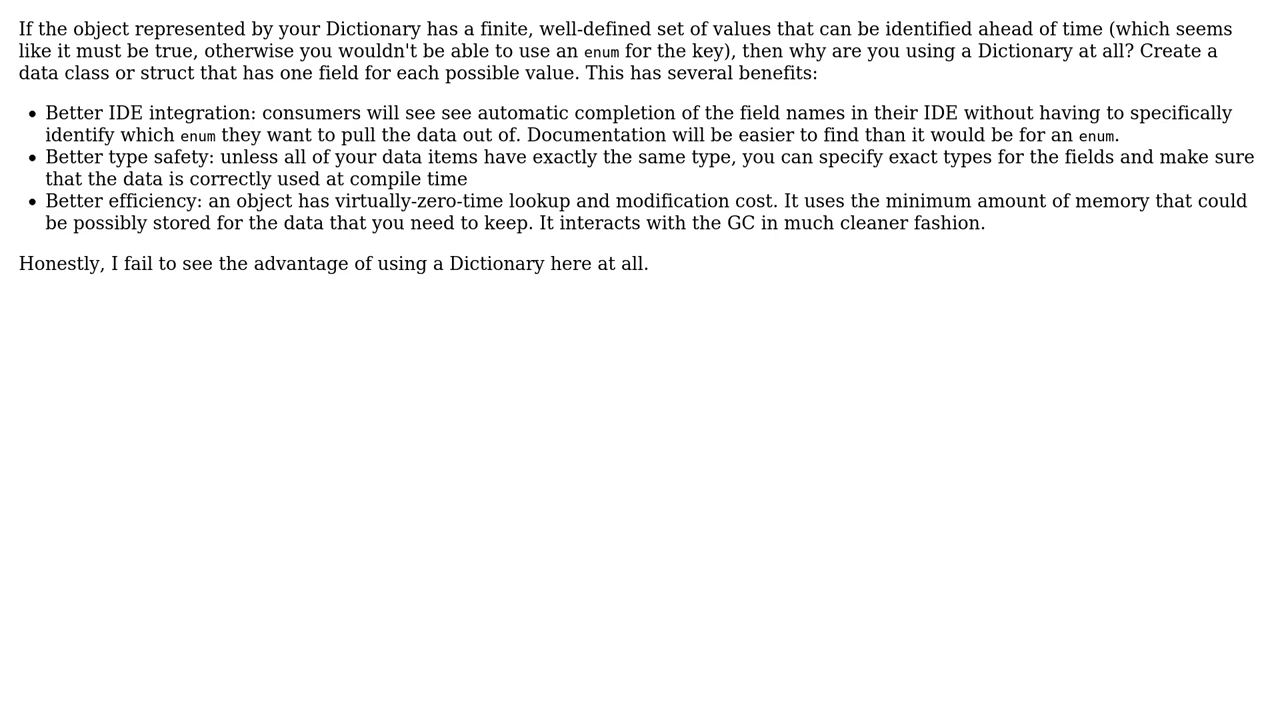 If the object represented by your Dictionary has a finite, well-defined set of values that can be identified ahead of time (which seems
like it must be true, otherwise you wouldn't be able to use an enum for the key), then why are you using a Dictionary at all? Create a
data class or struct that has one field for each possible value. This has several benefits:
• Better IDE integration: consumers will see see automatic completion of the field names in their IDE without having to specifically
identify which enum they want to pull the data out of. Documentation will be easier to find than it would be for an enum.
• Better type safety: unless all of your data items have exactly the same type, you can specify exact types for the fields and make sure
that the data is correctly used at compile time
• Better efficiency: an object has virtually-zero-time lookup and modification cost. It uses the minimum amount of memory that could
be possibly stored for the data that you need to keep. It interacts with the GC in much cleaner fashion.
Honestly, I fail to see the advantage of using a Dictionary here at all.